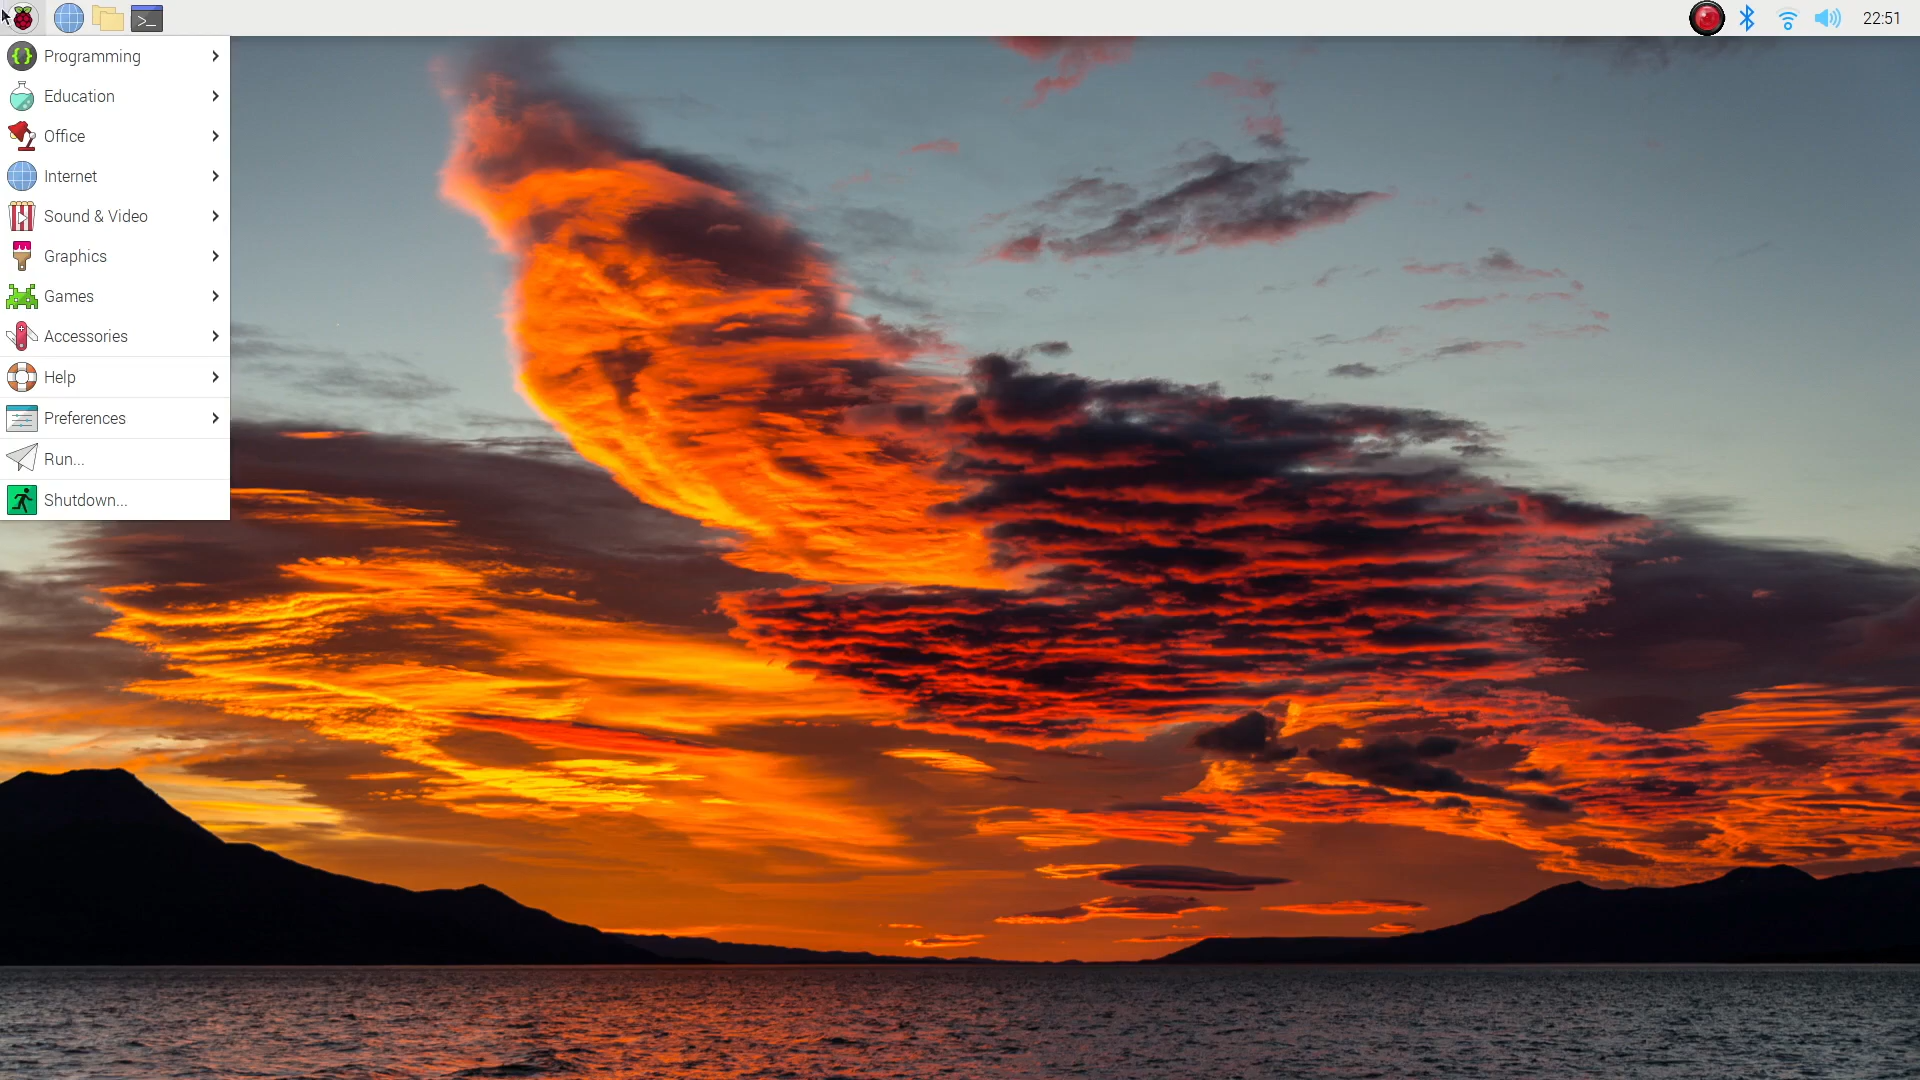 22:51
Programming
Education
Office
Internet
Sound & Video
Graphics
Games
Accessories
Help
Preferences
Run...
Shutdown...